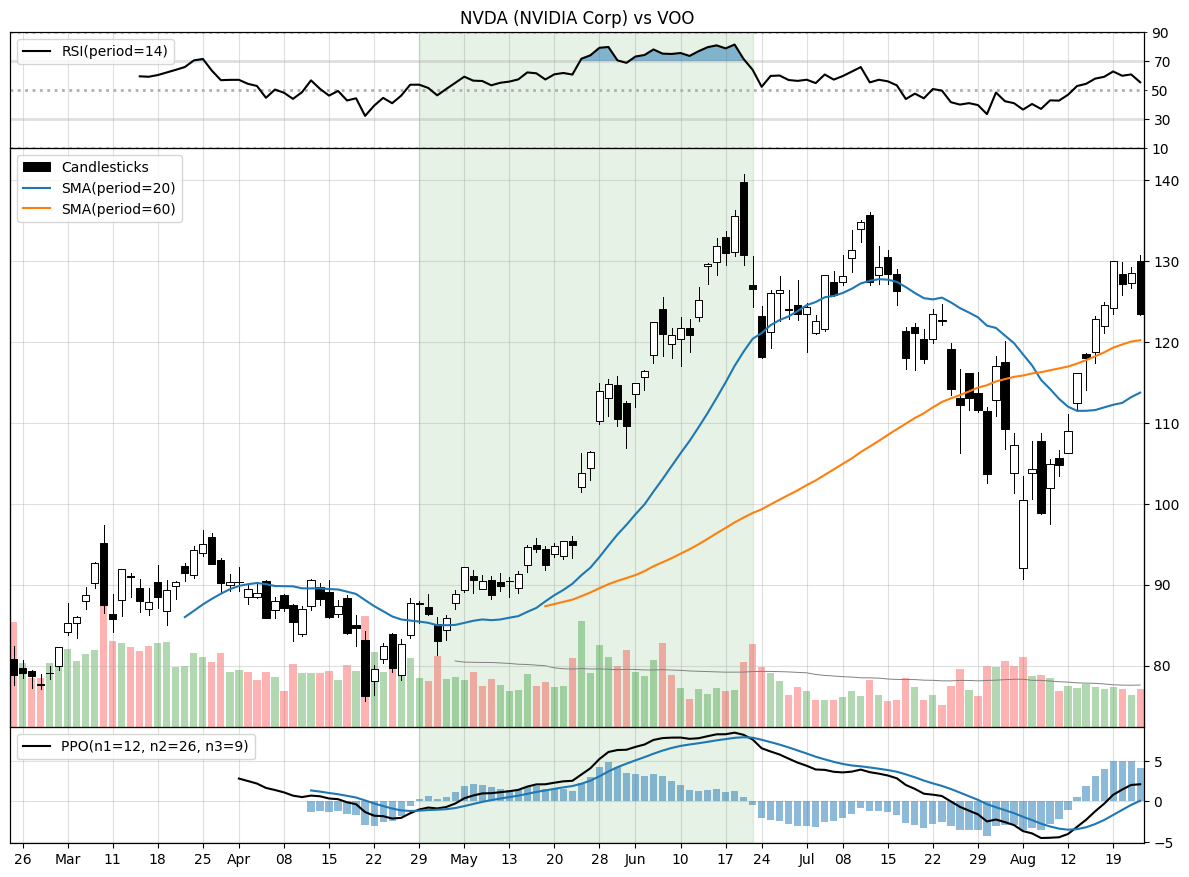 NVDA (NVIDIA Corp) vs VOO
RSI(period=14)
90
70
50
30
10
Candlesticks
SMA(period=20)
SMA(period=60)
140
130
120
110
100
90
80
PPO(n1=12, n2=26, n3=9)
5
0
−5
26 Mar 11 18 25 Apr 08 15 22 29 May 13 20 28 Jun 10 17 24 Jul 08 15 22 29 Aug 12 19